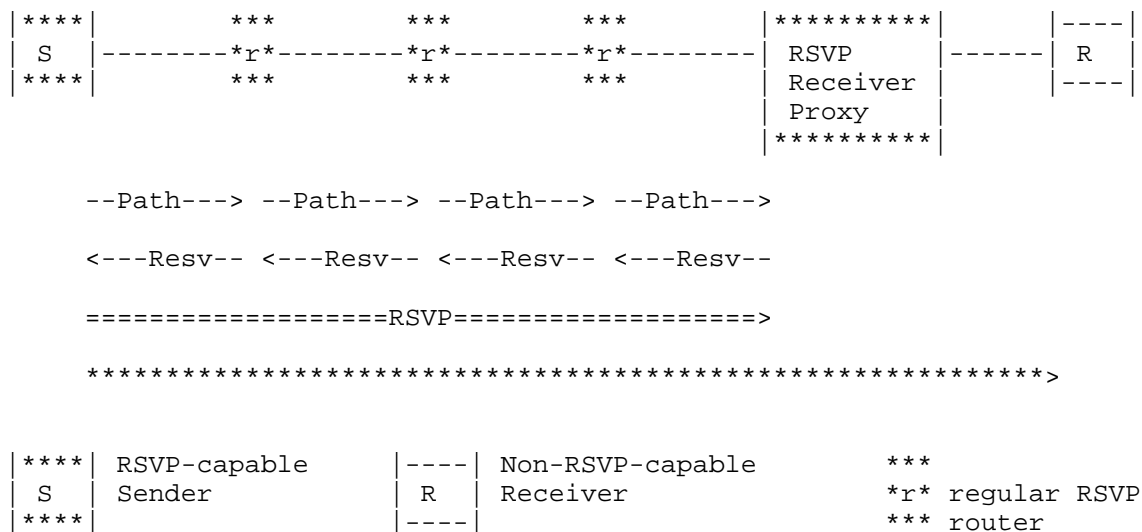 |****|         ***        ***        ***        |**********|      |----|
| S  |--------*r*--------*r*--------*r*--------| RSVP     |------| R  |
|****|         ***        ***        ***        | Receiver |      |----|
                                                | Proxy    |
                                                |**********|
--Path---> --Path---> --Path---> --Path--->
<---Resv-- <---Resv-- <---Resv-- <---Resv--
===================RSVP===================>
************************************************************>
|****| RSVP-capable     |----| Non-RSVP-capable        ***
| S  | Sender           | R  | Receiver               *r* regular RSVP
|****|                  |----|                         *** router